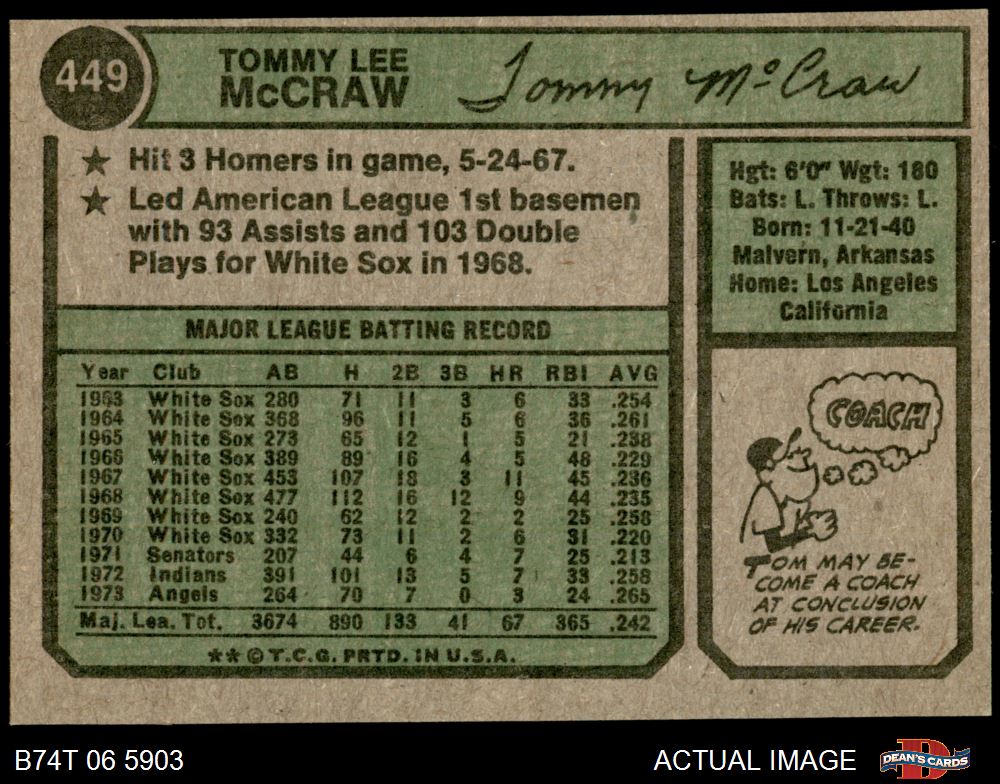 449
TOMMY LEE
McCRAW
Tommy McCraw
★ Hit 3 Homers in game, 5-24-67.
★ Led American League 1st basemen
with 93 Assists and 103 Double
Plays for White Sox in 1968.
Hgt: 6'0" Wgt: 180
Bats: L. Throws: L.
Born: 11-21-40
Malvern, Arkansas
Home: Los Angeles
California
MAJOR LEAGUE BATTING RECORD
Year Club AB H 2B 3B HR RBI AVG
1963 White Sox 280 71 11 3 6 33 .254
1964 White Sox 368 96 11 5 6 36 .261
1965 White Sox 273 65 12 1 5 21 .238
1966 White Sox 389 89 16 4 5 48 .229
1967 White Sox 453 107 18 3 11 45 .236
1968 White Sox 477 112 16 12 9 44 .235
1969 White Sox 240 62 12 2 2 25 .258
1970 White Sox 332 73 11 2 6 31 .220
1971 Senators 207 44 6 4 7 25 .213
1972 Indians 391 101 13 5 7 33 .258
1973 Angels 264 70 7 0 3 24 .265
Maj. Lea. Tot. 3674 890 133 41 67 365 .242
**© T.C.G. PRTD. IN U.S.A.
COACH
TOM MAY BE-
COME A COACH
AT CONCLUSION
OF HIS CAREER.
B74T 06 5903
ACTUAL IMAGE
D
DEAN'S CARDS